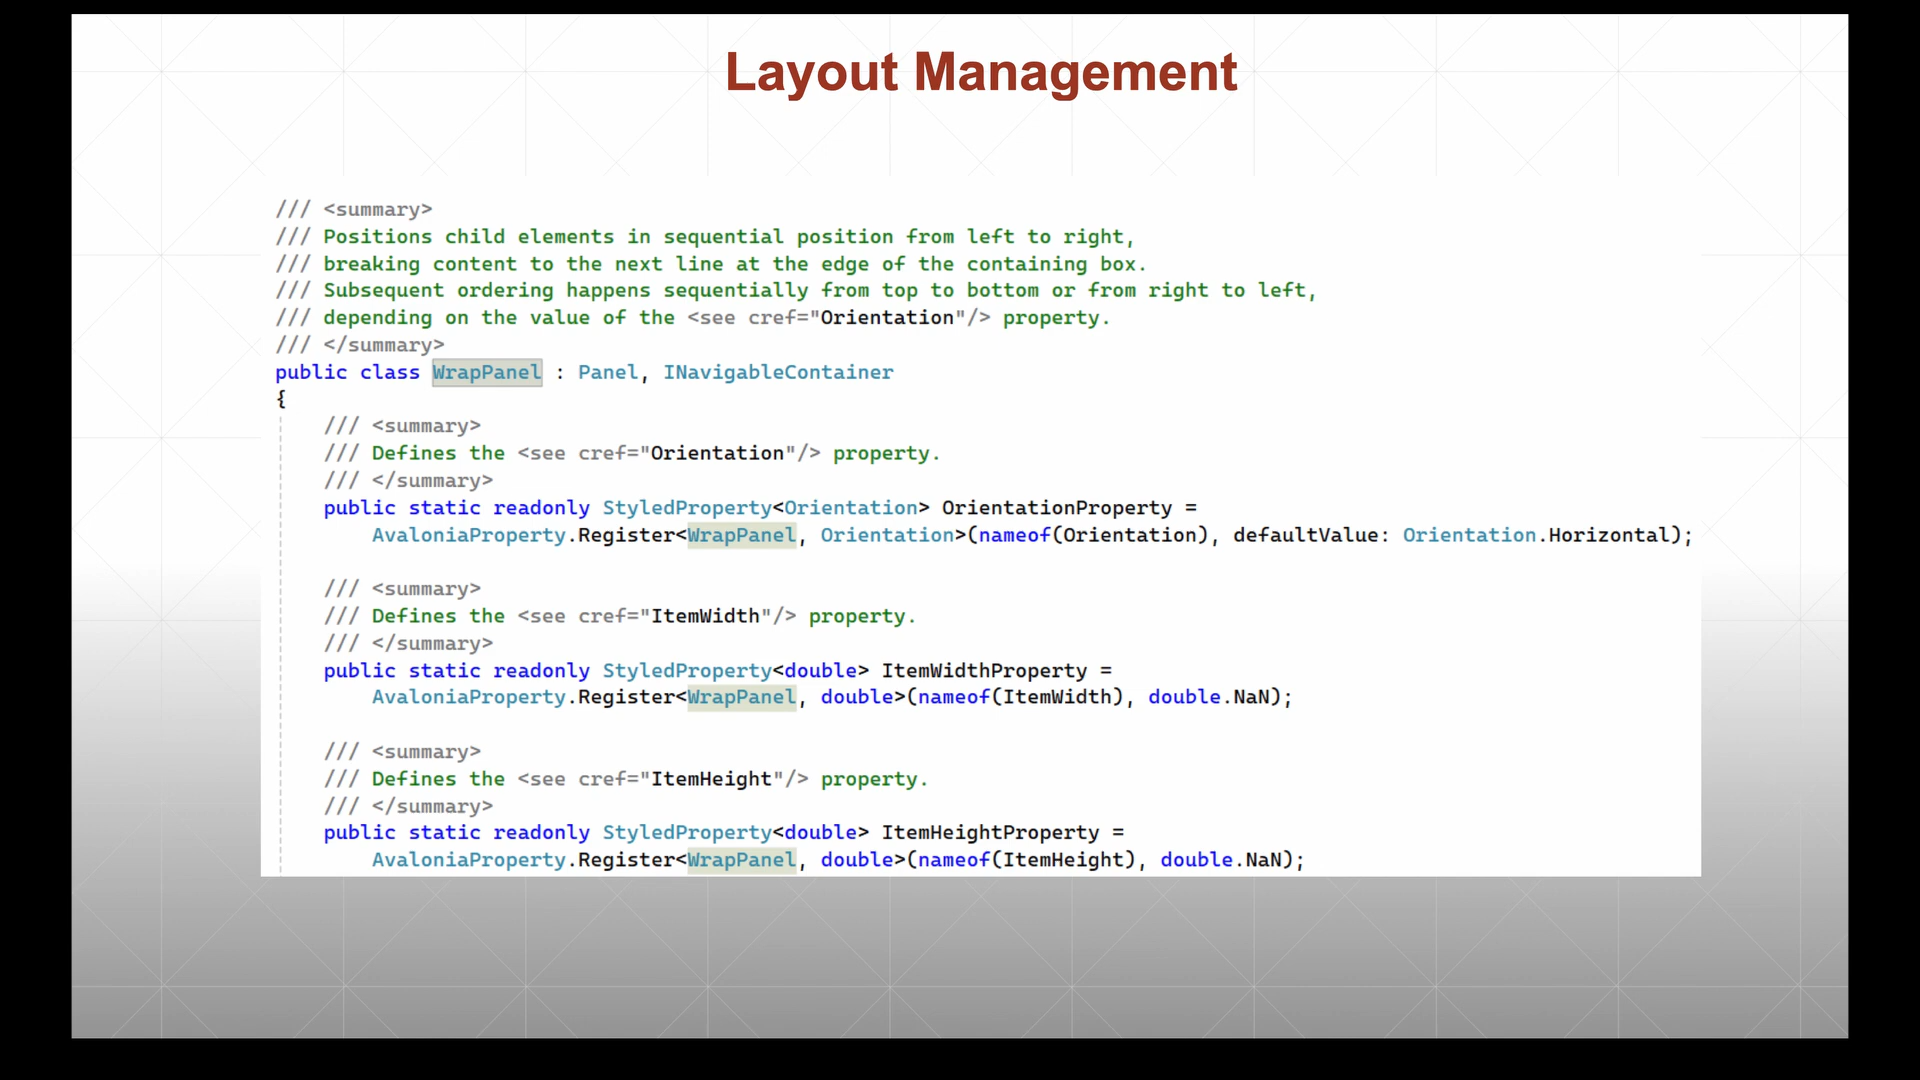 Layout Management
/// <summary>
/// Positions child elements in sequential position from left to right,
/// breaking content to the next line at the edge of the containing box.
/// Subsequent ordering happens sequentially from top to bottom or from right to left,
/// depending on the value of the <see cref="Orientation"/> property.
/// </summary>
public class WrapPanel : Panel, INavigableContainer
{
/// <summary>
/// Defines the <see cref="Orientation"/> property.
/// </summary>
public static readonly StyledProperty<Orientation> OrientationProperty =
AvaloniaProperty.Register<WrapPanel, Orientation>(nameof(Orientation), defaultValue: Orientation.Horizontal);
/// <summary>
/// Defines the <see cref="ItemWidth"/> property.
/// </summary>
public static readonly StyledProperty<double> ItemWidthProperty =
AvaloniaProperty.Register<WrapPanel, double>(nameof(ItemWidth), double.NaN);
/// <summary>
/// Defines the <see cref="ItemHeight"/> property.
/// </summary>
public static readonly StyledProperty<double> ItemHeightProperty =
AvaloniaProperty.Register<WrapPanel, double>(nameof(ItemHeight), double.NaN);